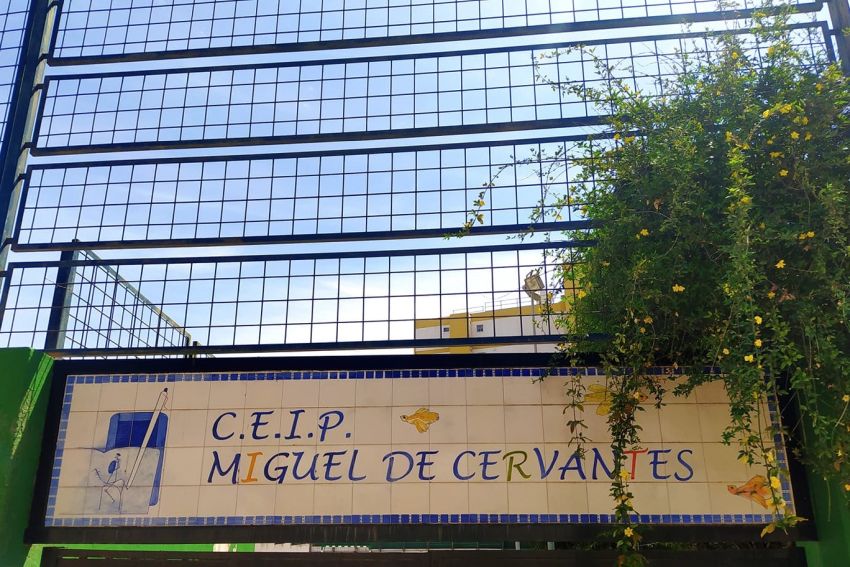 C.E.I.P.
MIGUEL DE CERVANTES